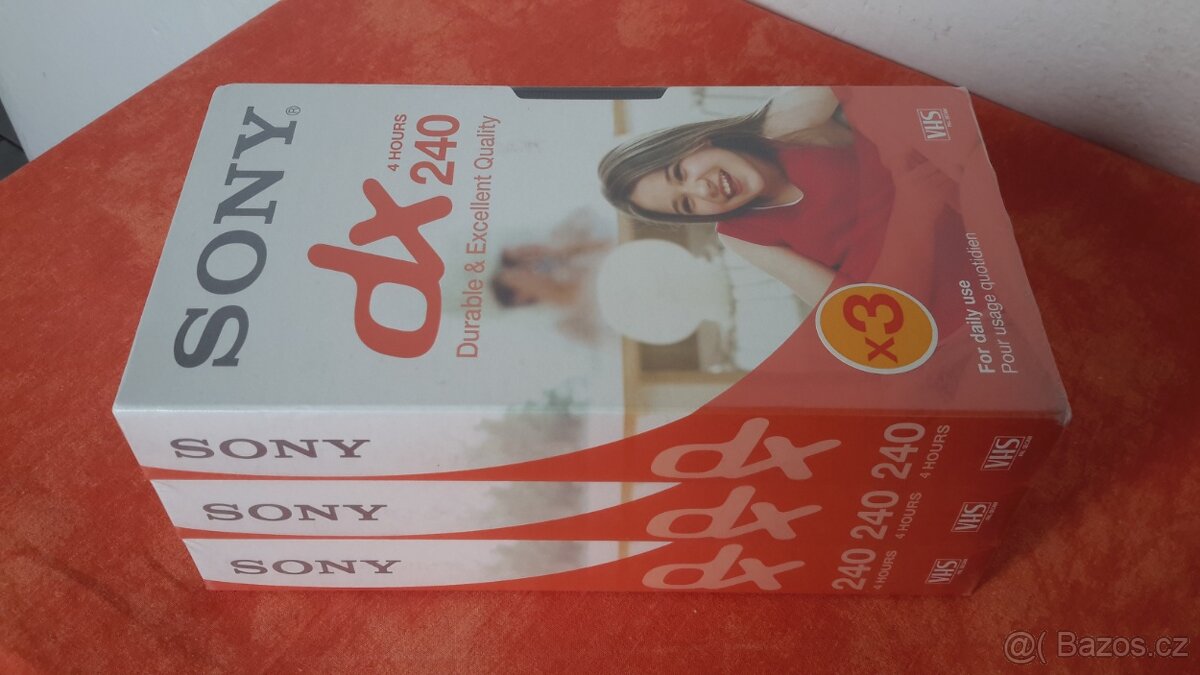 SONY®
dx
4 HOURS
240
Durable & Excellent Quality
VHS
x3
For daily use
Pour usage quotidien
SONY
dx
240
4 HOURS
VHS
SONY
dx
240
4 HOURS
VHS
SONY
dx
240
4 HOURS
VHS
@( Bazos.cz